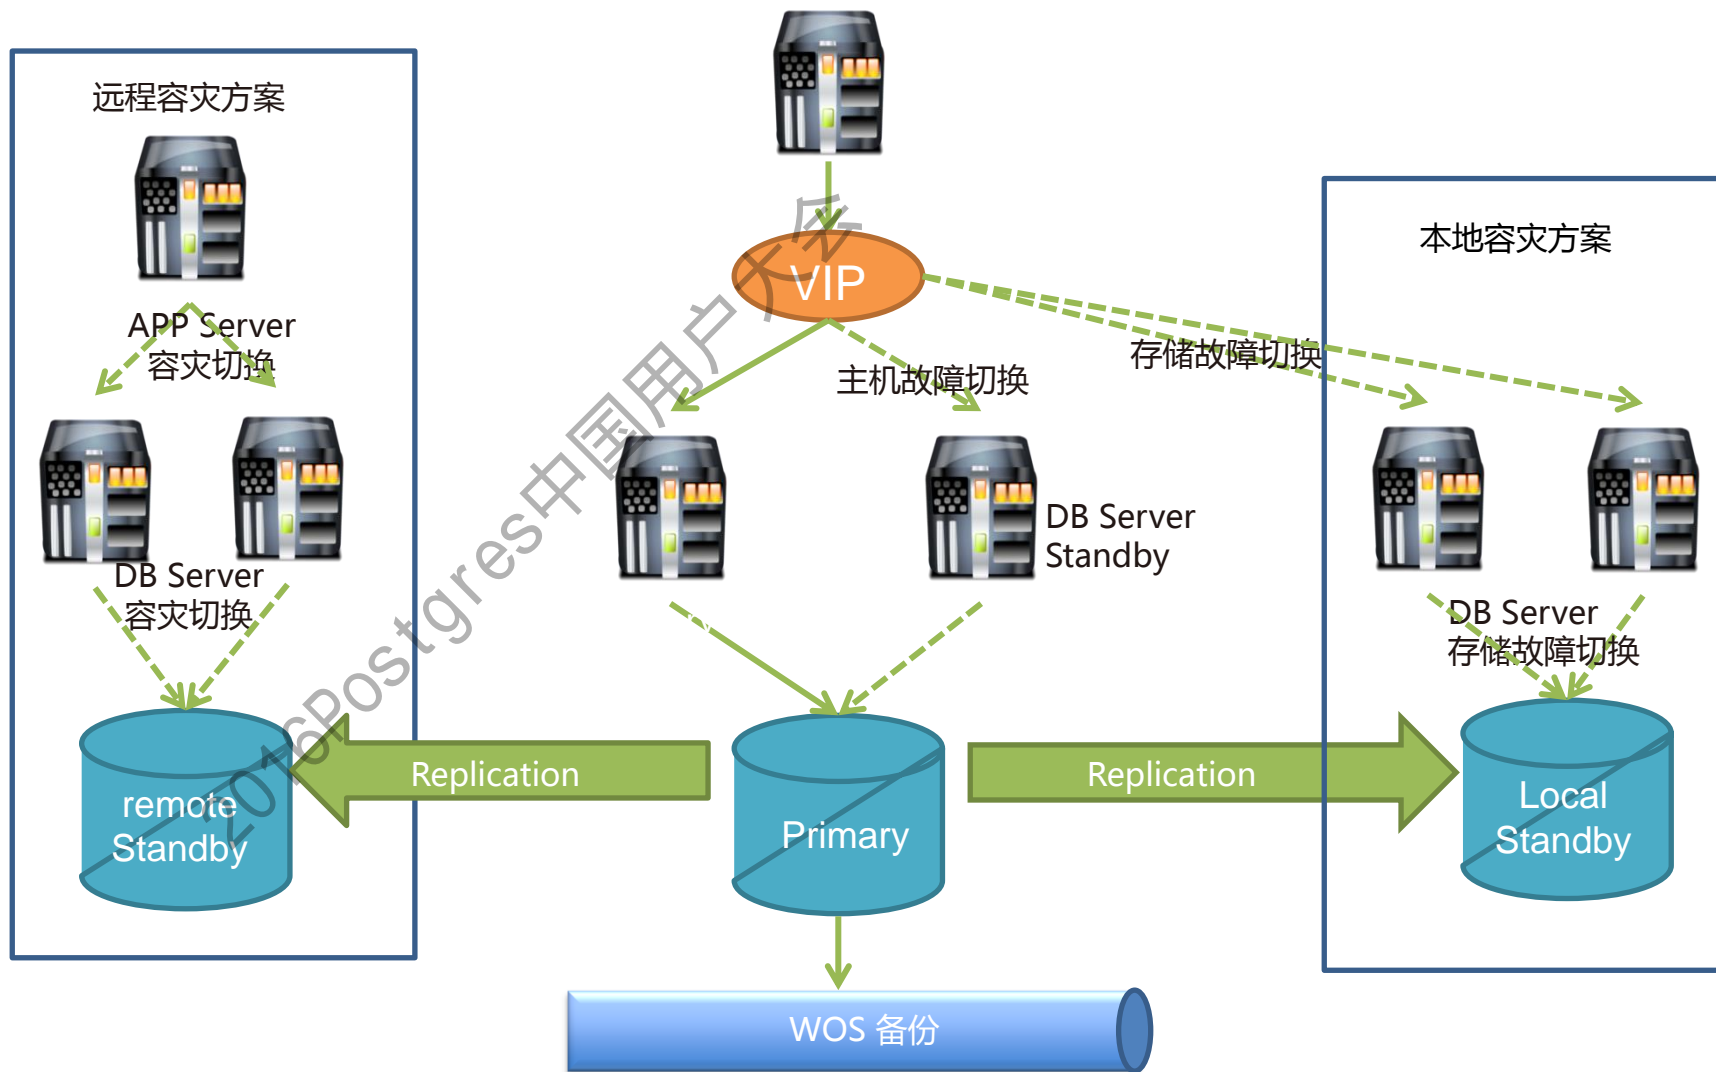 远程容灾方案
APP Server
容灾切换
DB Server
容灾切换
remote
Standby
VIP
主机故障切换
存储故障切换
DB Server
Standby
本地容灾方案
DB Server
存储故障切换
Replication
Primary
Replication
Local
Standby
WOS 备份
2016Postgres中国用户大会